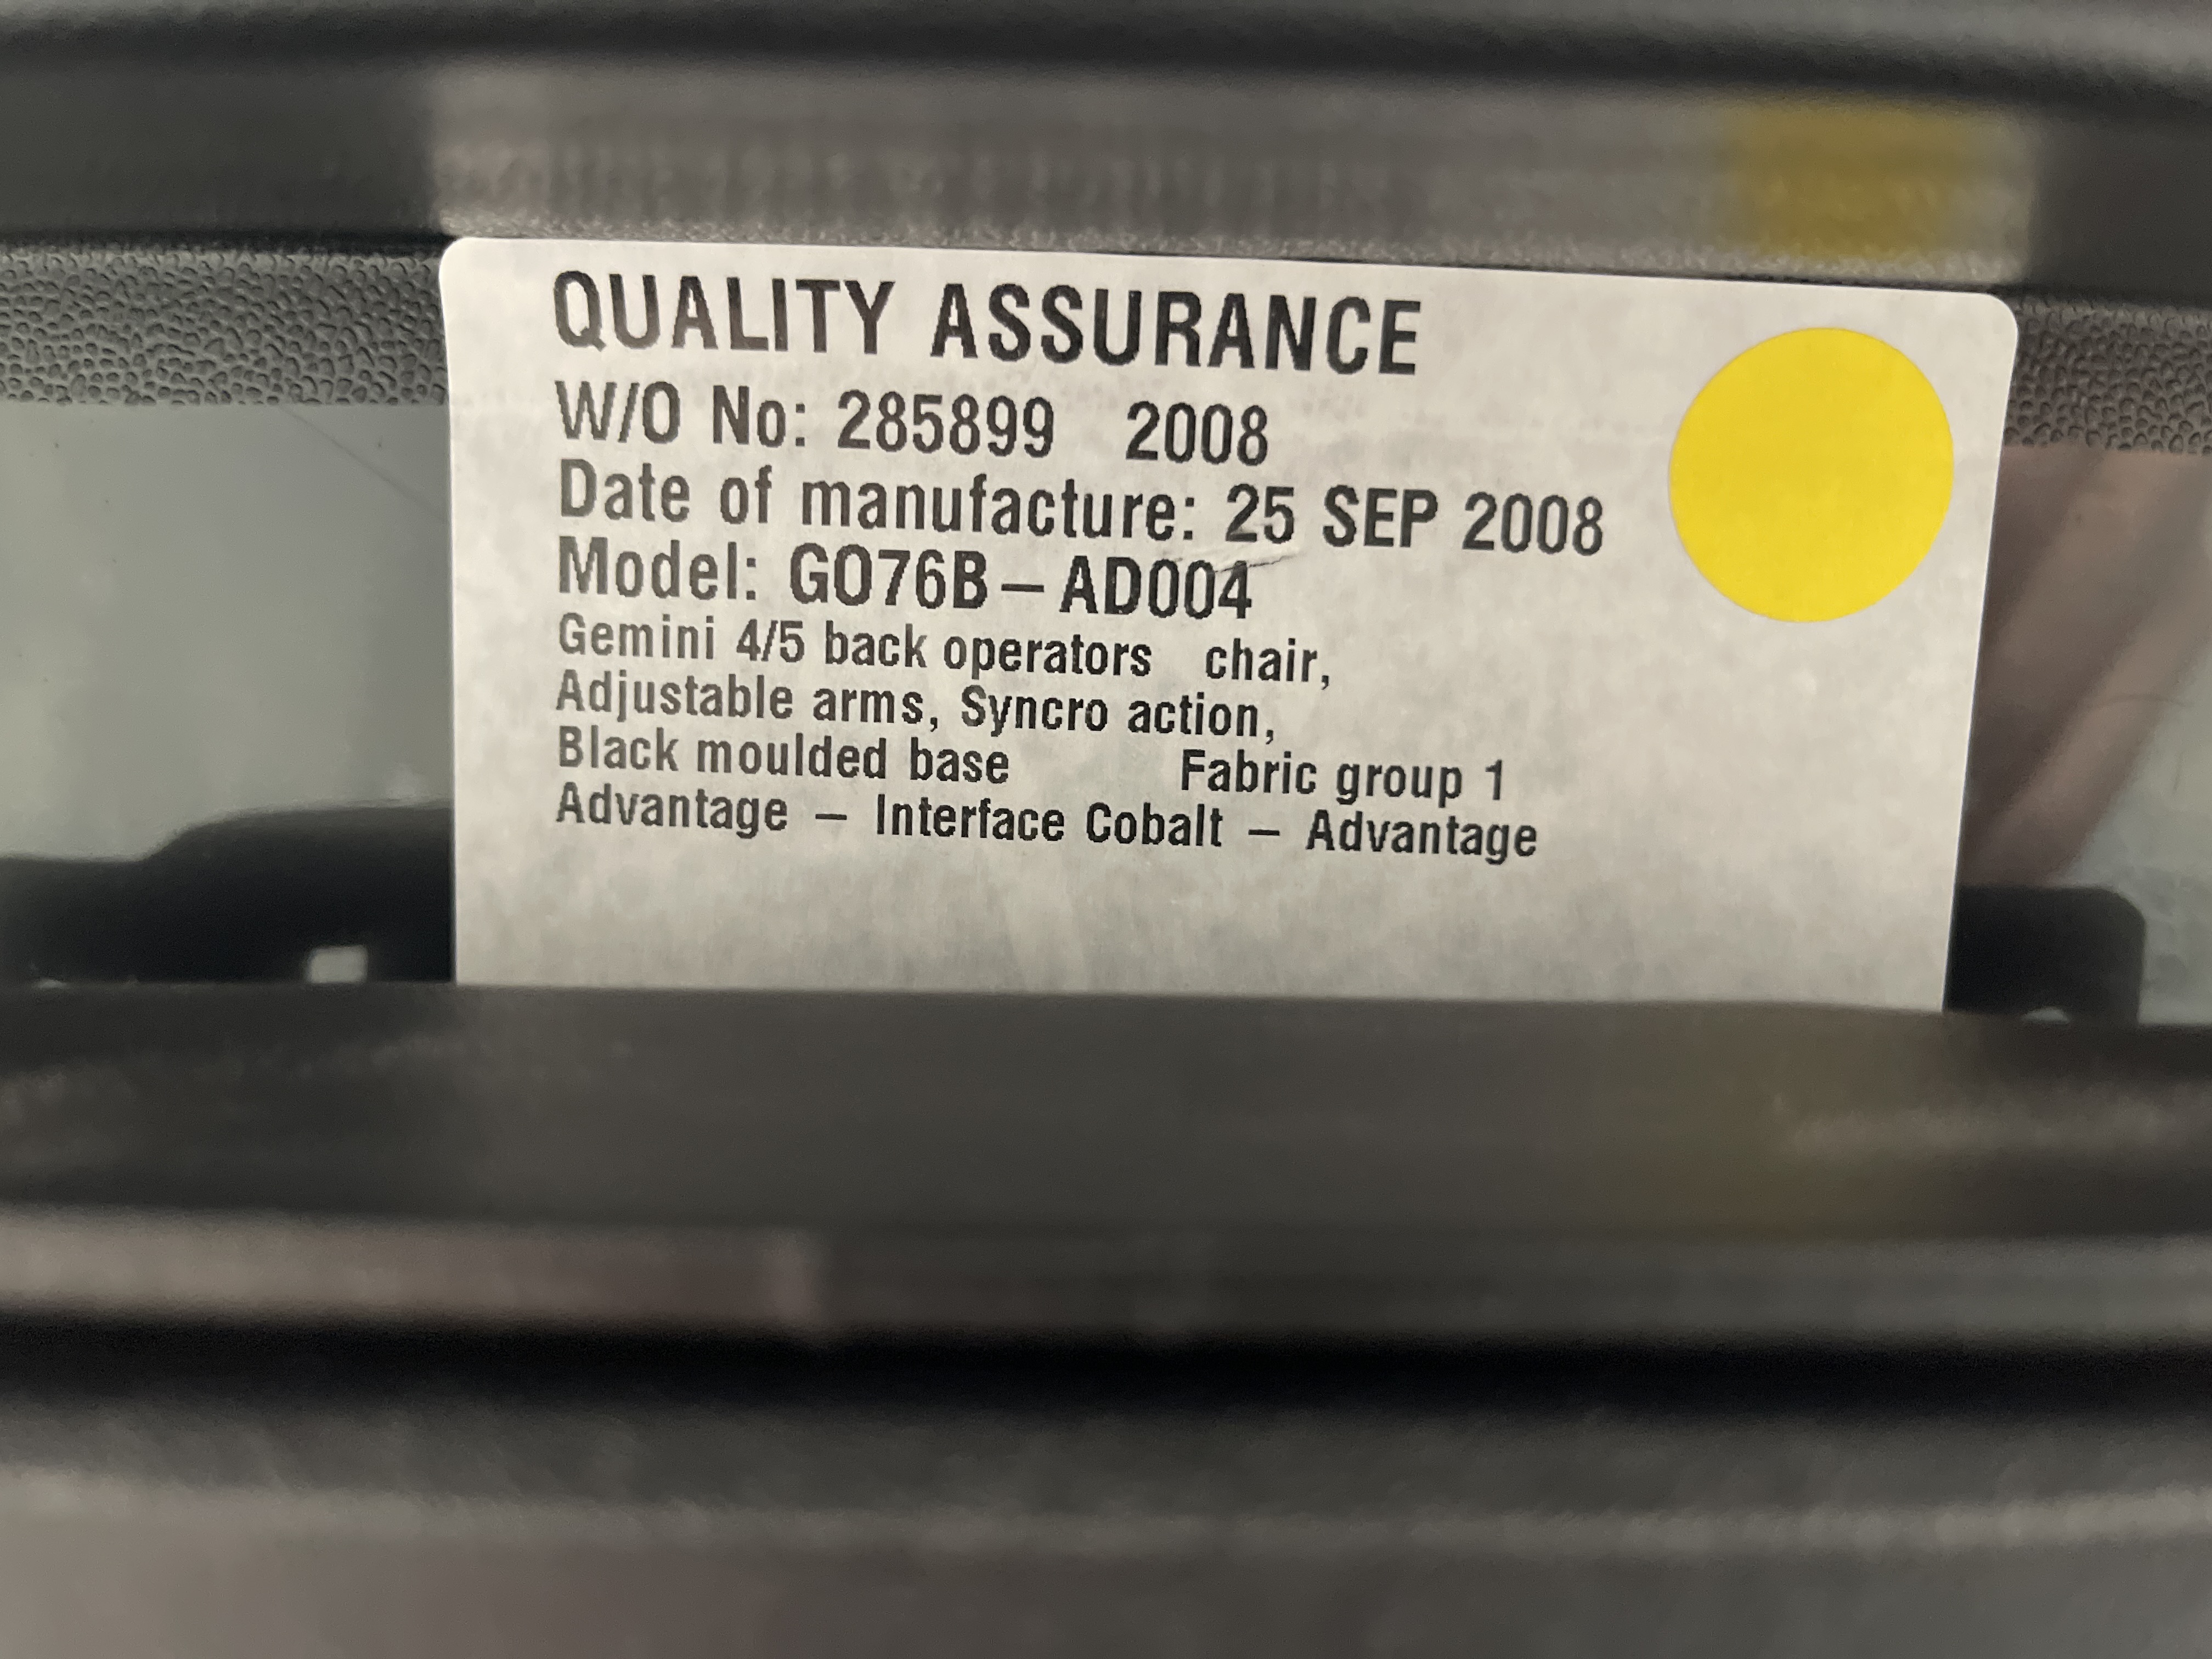 QUALITY ASSURANCE
W/O No: 285899 2008
Date of manufacture: 25 SEP 2008
Model: GO76B – AD004
Gemini 4/5 back operators chair,
Adjustable arms, Syncro action,
Black moulded base Fabric group 1
Advantage – Interface Cobalt – Advantage